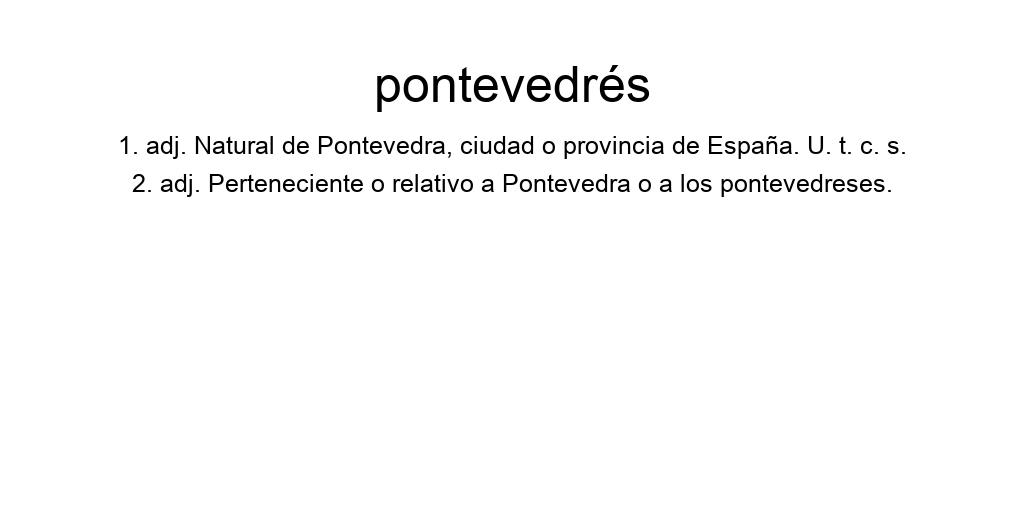 pontevedrés
1. adj. Natural de Pontevedra, ciudad o provincia de España. U. t. c. s.
2. adj. Perteneciente o relativo a Pontevedra o a los pontevedreses.